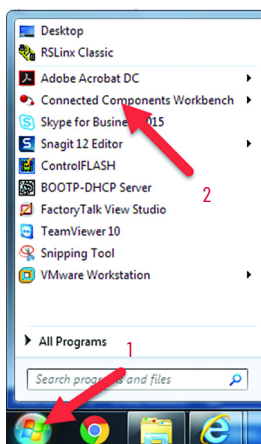 Desktop
RSLinx Classic
Adobe Acrobat DC
Connected Components Workbench
Skype for Business 2015
Snagit 12 Editor
ControlFLASH
BOOTP-DHCP Server
FactoryTalk View Studio
TeamViewer 10
Snipping Tool
VMware Workstation
2
All Programs
1
Search programs and files